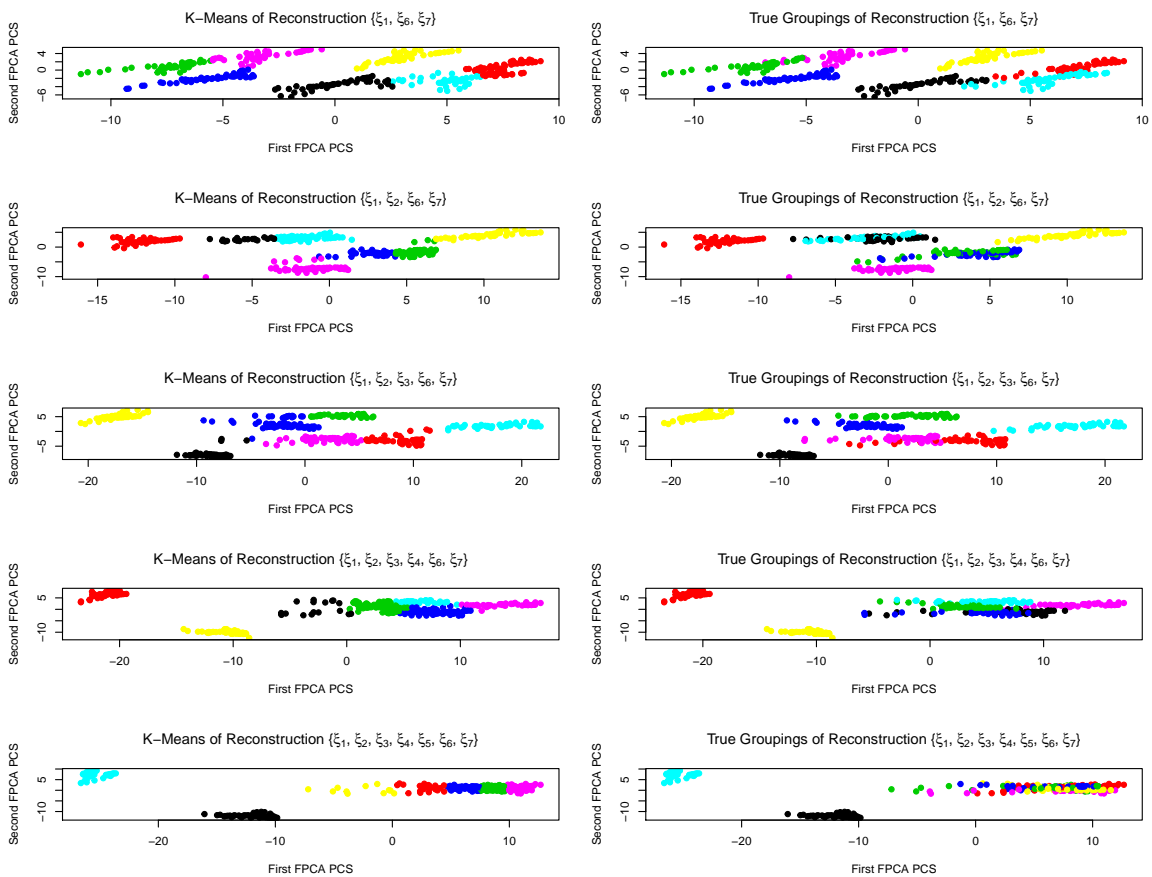 K−Means of Reconstruction {ξ1, ξ6, ξ7}
Second FPCA PCS
−6 0 4
−10 −5 0 5 10
First FPCA PCS
True Groupings of Reconstruction {ξ1, ξ6, ξ7}
Second FPCA PCS
−6 0 4
−10 −5 0 5 10
First FPCA PCS
K−Means of Reconstruction {ξ1, ξ2, ξ6, ξ7}
Second FPCA PCS
−10 0
−15 −10 −5 0 5 10
First FPCA PCS
True Groupings of Reconstruction {ξ1, ξ2, ξ6, ξ7}
Second FPCA PCS
−10 0
−15 −10 −5 0 5 10
First FPCA PCS
K−Means of Reconstruction {ξ1, ξ2, ξ3, ξ6, ξ7}
Second FPCA PCS
−5 5
−20 −10 0 10 20
First FPCA PCS
True Groupings of Reconstruction {ξ1, ξ2, ξ3, ξ6, ξ7}
Second FPCA PCS
−5 5
−20 −10 0 10 20
First FPCA PCS
K−Means of Reconstruction {ξ1, ξ2, ξ3, ξ4, ξ6, ξ7}
Second FPCA PCS
−10 5
−20 −10 0 10
First FPCA PCS
True Groupings of Reconstruction {ξ1, ξ2, ξ3, ξ4, ξ6, ξ7}
Second FPCA PCS
−10 5
−20 −10 0 10
First FPCA PCS
K−Means of Reconstruction {ξ1, ξ2, ξ3, ξ4, ξ5, ξ6, ξ7}
Second FPCA PCS
−10 5
−20 −10 0 10
First FPCA PCS
True Groupings of Reconstruction {ξ1, ξ2, ξ3, ξ4, ξ5, ξ6, ξ7}
Second FPCA PCS
−10 5
−20 −10 0 10
First FPCA PCS